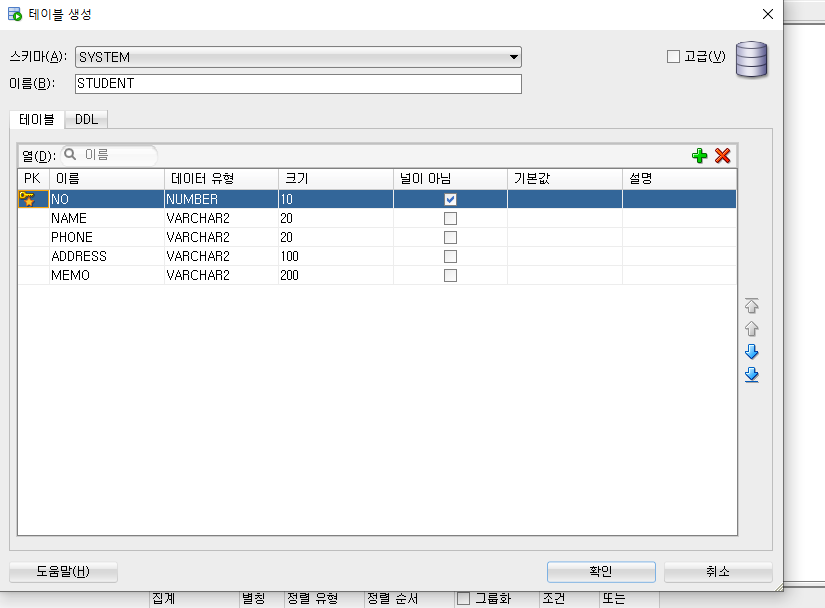 테이블 생성
스키마(A): SYSTEM 고급(V)
이름(B): STUDENT
테이블 DDL
열(D): 이름
PK 이름 데이터 유형 크기 널이 아님 기본값 설명
NO NUMBER 10
NAME VARCHAR2 20
PHONE VARCHAR2 20
ADDRESS VARCHAR2 100
MEMO VARCHAR2 200
도움말(H) 확인 취소
집계 별칭 정렬 유형 정렬 순서 그룹화 조건 또는